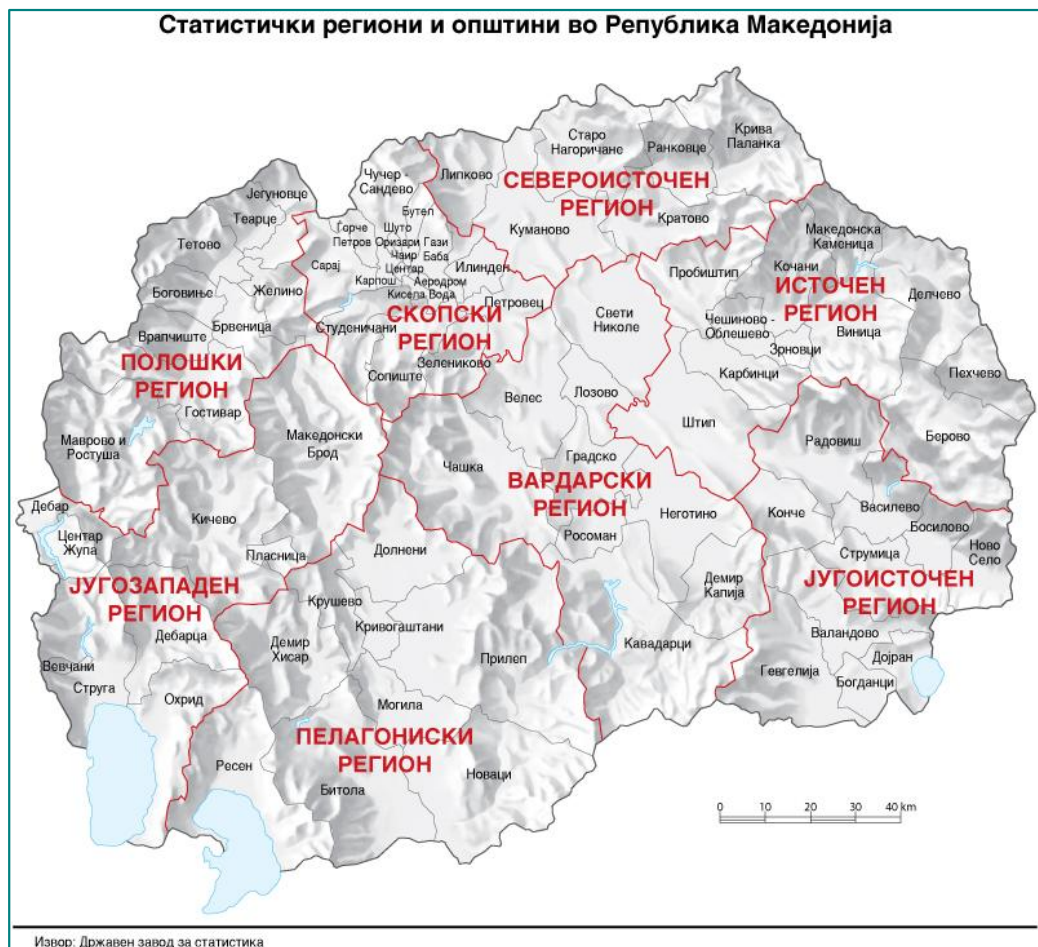 Статистички региони и општини во Република Македонија
Крива
Паланка
Старо
Нагоричане
Ранковце
Чучер -
Сандево
Липково
СЕВЕРОИСТОЧЕН
РЕГИОН
Јегуновце
Теарце
Бутел
Кратово
Куманово
Тетово
Ѓорче
Петров
Шуто
Оризари
Гази
Баба
Чаир
Центар
Македонска
Каменица
Сарај
Карпош
Аеродром
Илинден
Пробиштип
Кочани
Боговиње
Желино
Кисела Вода
Петровец
ИСТОЧЕН
РЕГИОН
Делчево
Брвеница
Студеничани
СКОПСКИ
РЕГИОН
Свети
Николе
Чешиново -
Облешево
Виница
Врапчиште
Зрновци
ПОЛОШКИ
РЕГИОН
Зелениково
Сопиште
Карбинци
Пехчево
Гостивар
Велес
Лозово
Штип
Маврово и
Ростуша
Македонски
Брод
Радовиш
Берово
Чашка
Градско
ВАРДАРСКИ
РЕГИОН
Дебар
Василево
Кичево
Неготино
Конче
Босилово
Центар
Жупа
Росоман
Пласница
Долнени
Струмица
Ново
Село
ЈУГОЗАПАДЕН
РЕГИОН
Демир
Капија
ЈУГОИСТОЧЕН
РЕГИОН
Крушево
Кривогаштани
Дебарца
Демир
Хисар
Кавадарци
Валандово
Прилеп
Дојран
Вевчани
Гевгелија
Струга
Богданци
Охрид
Могила
ПЕЛАГОНИСКИ
РЕГИОН
Ресен
Новаци
Битола
0 10 20 30 40 km
Извор: Државен завод за статистика